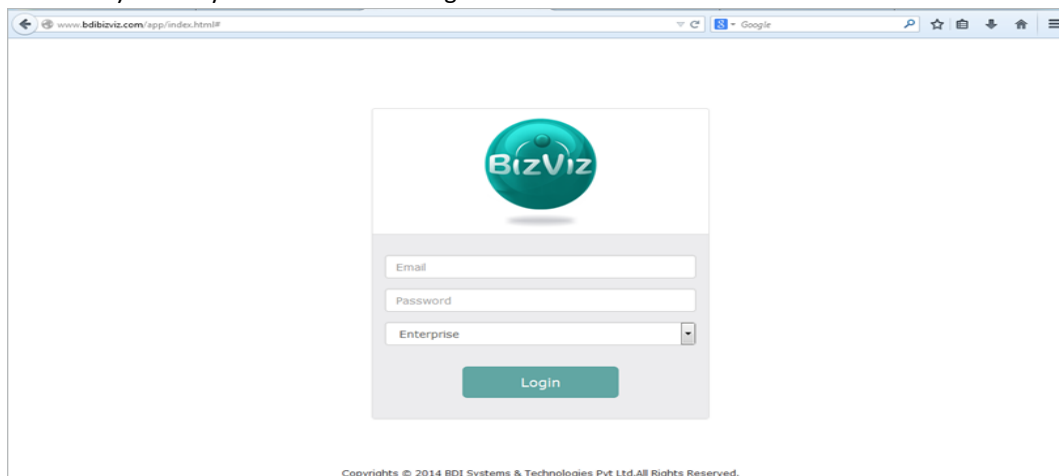 www.bdibizviz.com/app/index.html#
Google
BizViz
Email
Password
Enterprise
Login
Copyrights © 2014 BDI Systems & Technologies Pvt Ltd.All Rights Reserved.